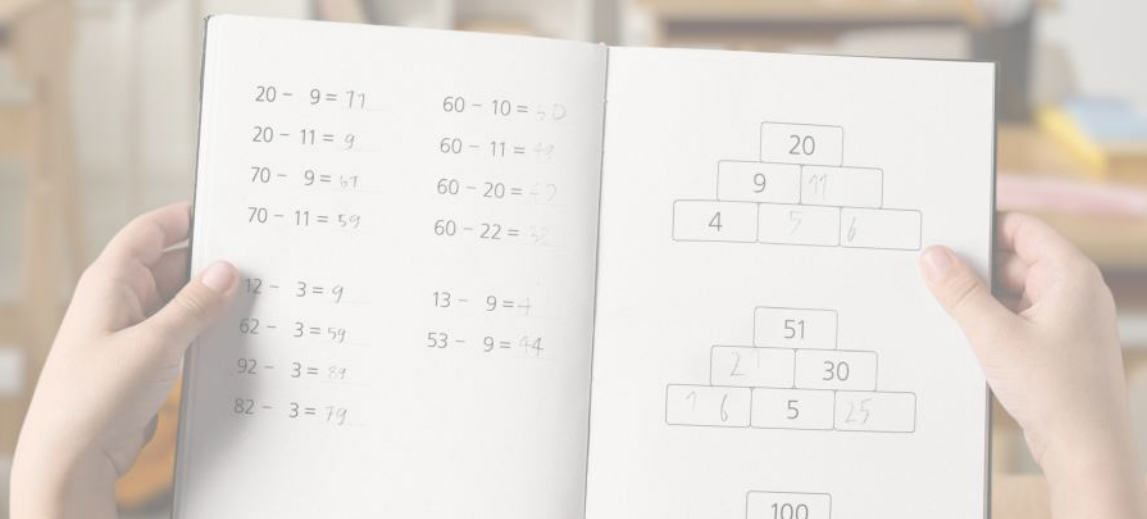 20 - 9 = 11
20 - 11 = 9
70 - 9 = 61
70 - 11 = 59
12 - 3 = 9
62 - 3 = 59
92 - 3 = 89
82 - 3 = 79
60 - 10 = 50
60 - 11 =
60 - 20 = 40
60 - 22 =
13 - 9 = 4
53 - 9 = 44
20
9 11
4 5 6
51
21 30
16 5 25
100